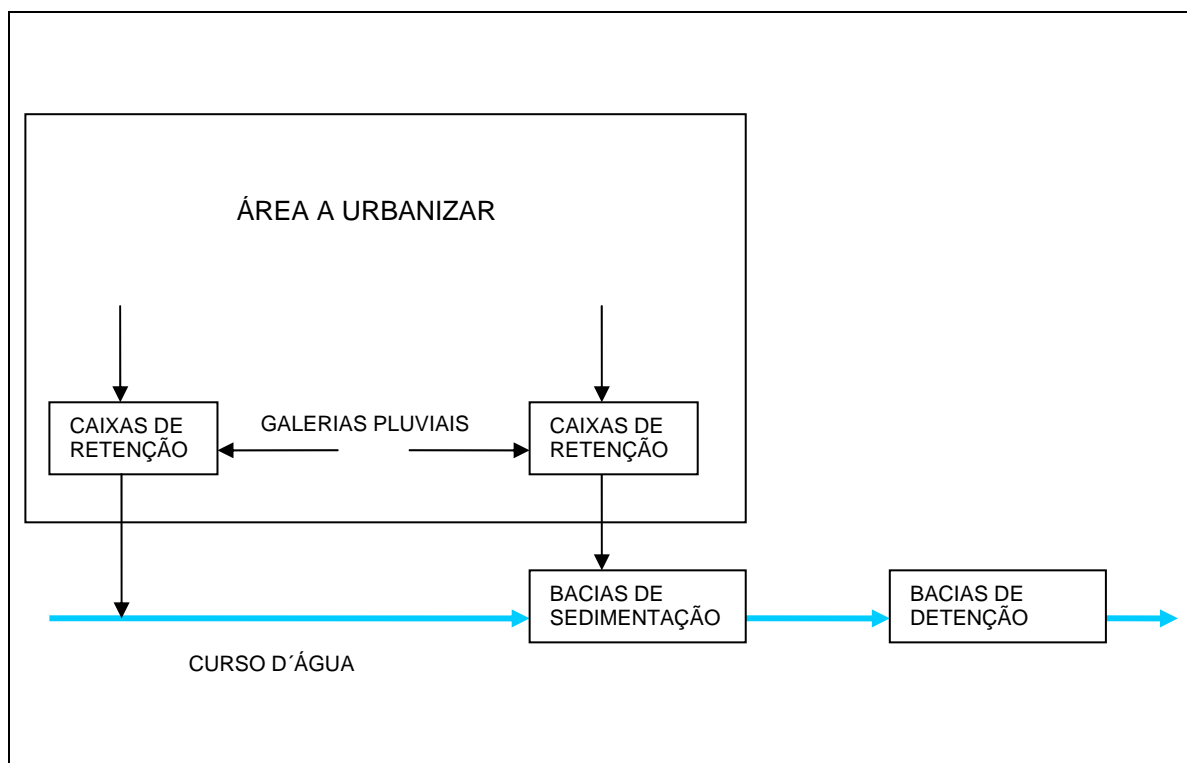 ÁREA A URBANIZAR
CAIXAS DE
RETENÇÃO
GALERIAS PLUVIAIS
CAIXAS DE
RETENÇÃO
BACIAS DE
SEDIMENTAÇÃO
BACIAS DE
DETENÇÃO
CURSO D´ÁGUA